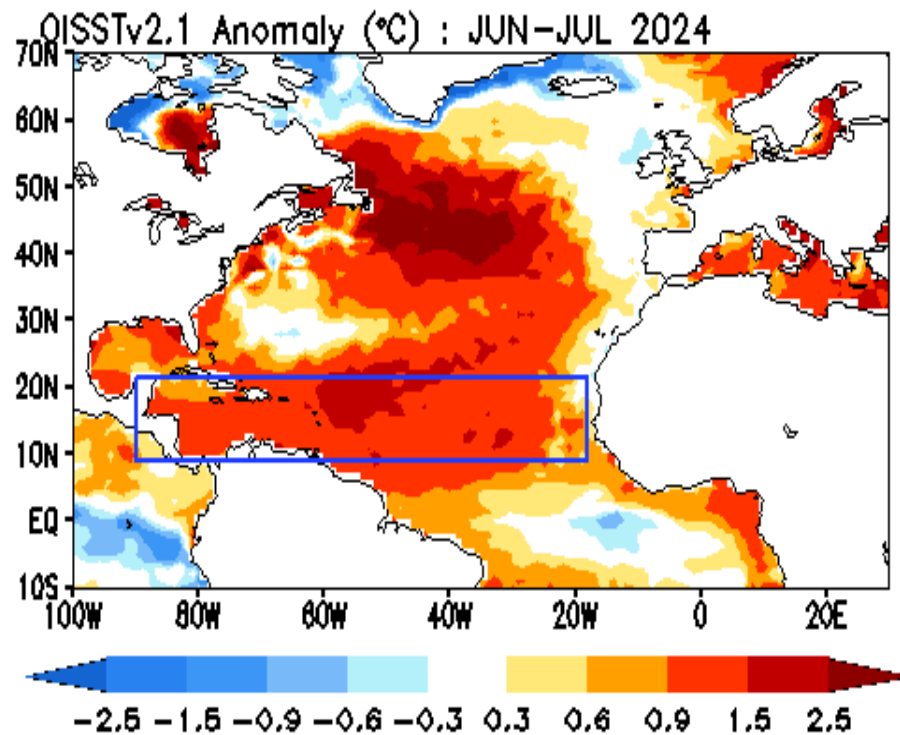 OISSTv2.1 Anomaly (°C) : JUN-JUL 2024
70N
60N
50N
40N
30N
20N
10N
EQ
10S
100W 80W 60W 40W 20W 0 20E
-2.5 -1.5 -0.9 -0.6 -0.3 0.3 0.6 0.9 1.5 2.5